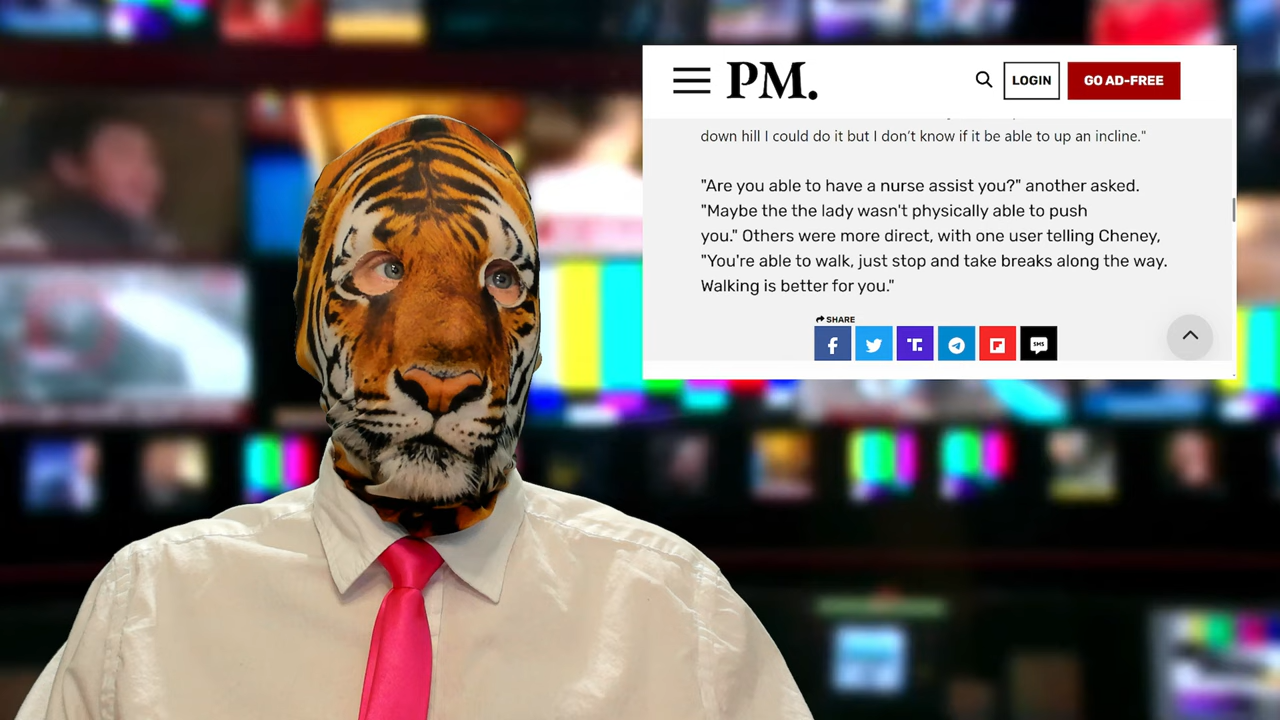 PM.
LOGIN
GO AD-FREE
down hill I could do it but I don't know if it be able to up an incline."
"Are you able to have a nurse assist you?" another asked.
"Maybe the the lady wasn't physically able to push
you." Others were more direct, with one user telling Cheney,
"You're able to walk, just stop and take breaks along the way.
Walking is better for you."
SHARE
SMS